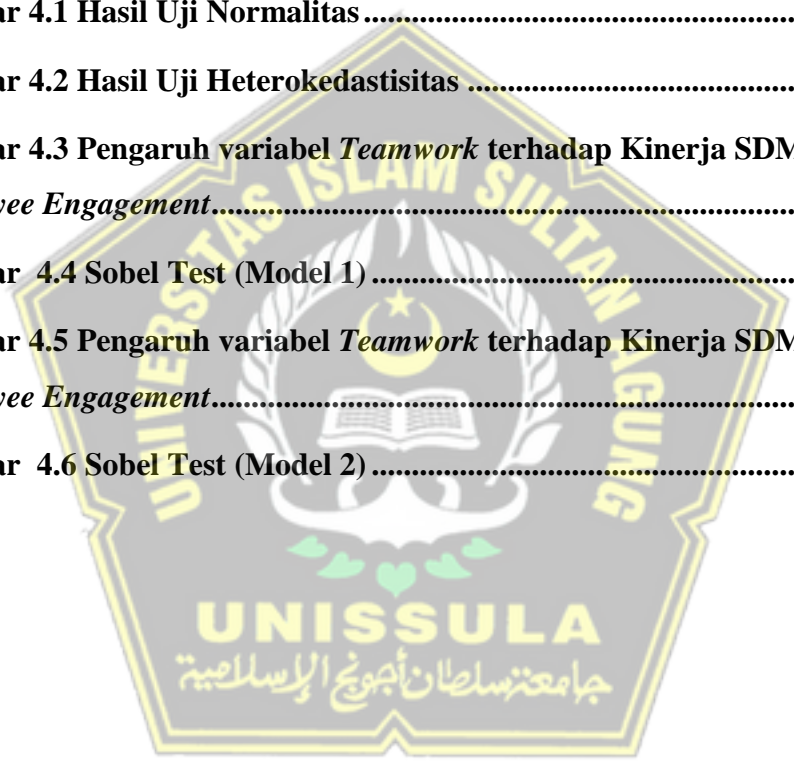 ar 4.1 Hasil Uji Normalitas................................................................................
ar 4.2 Hasil Uji Heterokedastisitas ................................................................
ar 4.3 Pengaruh variabel Teamwork terhadap Kinerja SDM
yee Engagement................................................................................
ar 4.4 Sobel Test (Model 1) ................................................................................
ar 4.5 Pengaruh variabel Teamwork terhadap Kinerja SDM
yee Engagement................................................................................
ar 4.6 Sobel Test (Model 2) ................................................................................
UNIVERSITAS ISLAM SULTAN AGUNG
UNISSULA
جامعتنسلطان أجونج الإسلامية